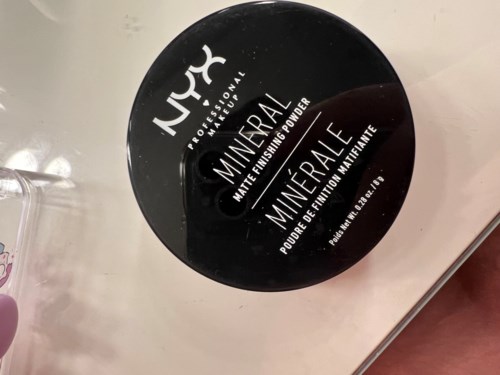 NYX
PROFESSIONAL
MAKEUP
MINERAL
MATTE FINISHING POWDER
MINÉRALE
POUDRE DE FINITION MATIFIANTE
Poids Net Wt. 0.28 oz. / 8 g